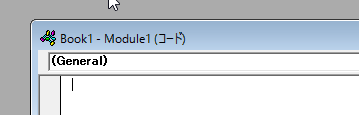 Book1 - Module1 (コード)
(General)